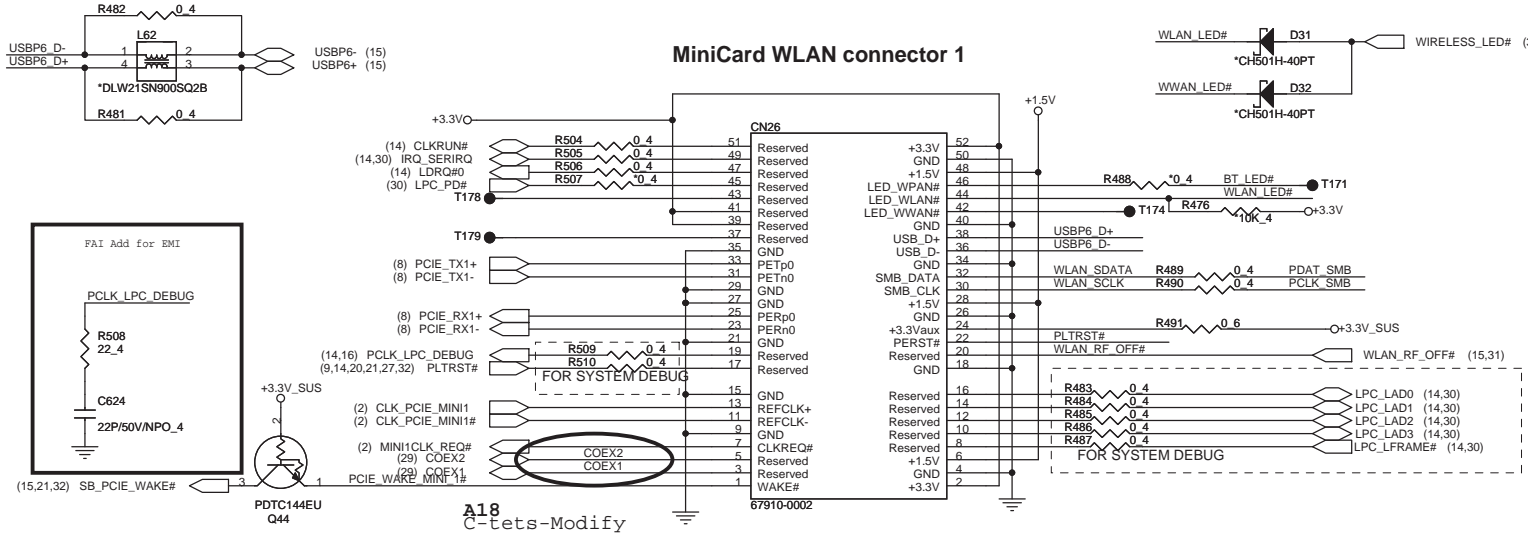 R482 0_4
L62
USBP6_D- 1 2 USBP6- (15)
USBP6_D+ 4 3 USBP6+ (15)
*DLW21SN900SQ2B
R481 0_4
MiniCard WLAN connector 1
WLAN_LED# D31 WIRELESS_LED#
*CH501H-40PT
WWAN_LED# D32
*CH501H-40PT
+3.3V
+1.5V
CN26
(14) CLKRUN# R504 0_4 51 Reserved
(14,30) IRQ_SERIRQ R505 0_4 49 Reserved
(14) LDRQ#0 R506 0_4 47 Reserved
(30) LPC_PD# R507 *0_4 45 Reserved
T178 43 Reserved
41 Reserved
39 Reserved
T179 37 Reserved
35 GND
(8) PCIE_TX1+ 33 PETp0
(8) PCIE_TX1- 31 PETn0
29 GND
27 GND
(8) PCIE_RX1+ 25 PERp0
(8) PCIE_RX1- 23 PERn0
21 GND
(14,16) PCLK_LPC_DEBUG R509 0_4 19 Reserved
(9,14,20,21,27,32) PLTRST# R510 0_4 17 Reserved
FOR SYSTEM DEBUG
15 GND
(2) CLK_PCIE_MINI1 13 REFCLK+
(2) CLK_PCIE_MINI1# 11 REFCLK-
9 GND
(2) MINI1CLK_REQ# 7 CLKREQ#
(29) COEX2 COEX2 5 Reserved
(29) COEX1 COEX1 3 Reserved
PCIE_WAKE_MINI_1# 1 WAKE#
67910-0002
52 +3.3V
50 GND
48 +1.5V
46 LED_WPAN# R488 *0_4 BT_LED# T171
44 LED_WLAN# WLAN_LED#
42 LED_WWAN# T174 R476 *10K_4 +3.3V
40 GND
38 USB_D+ USBP6_D+
36 USB_D- USBP6_D-
34 GND
32 SMB_DATA WLAN_SDATA R489 0_4 PDAT_SMB
30 SMB_CLK WLAN_SCLK R490 0_4 PCLK_SMB
28 +1.5V
26 GND
24 +3.3Vaux R491 0_6 +3.3V_SUS
22 PERST# PLTRST#
20 Reserved WLAN_RF_OFF# WLAN_RF_OFF# (15,31)
18 GND
16 Reserved R483 0_4 LPC_LAD0 (14,30)
14 Reserved R484 0_4 LPC_LAD1 (14,30)
12 Reserved R485 0_4 LPC_LAD2 (14,30)
10 Reserved R486 0_4 LPC_LAD3 (14,30)
8 Reserved R487 0_4 LPC_LFRAME# (14,30)
FOR SYSTEM DEBUG
6 +1.5V
4 GND
2 +3.3V
FAI Add for EMI
PCLK_LPC_DEBUG
R508
22_4
C624
22P/50V/NPO_4
+3.3V_SUS
2
(15,21,32) SB_PCIE_WAKE# 3 1
PDTC144EU
Q44
A18
C-tets-Modify